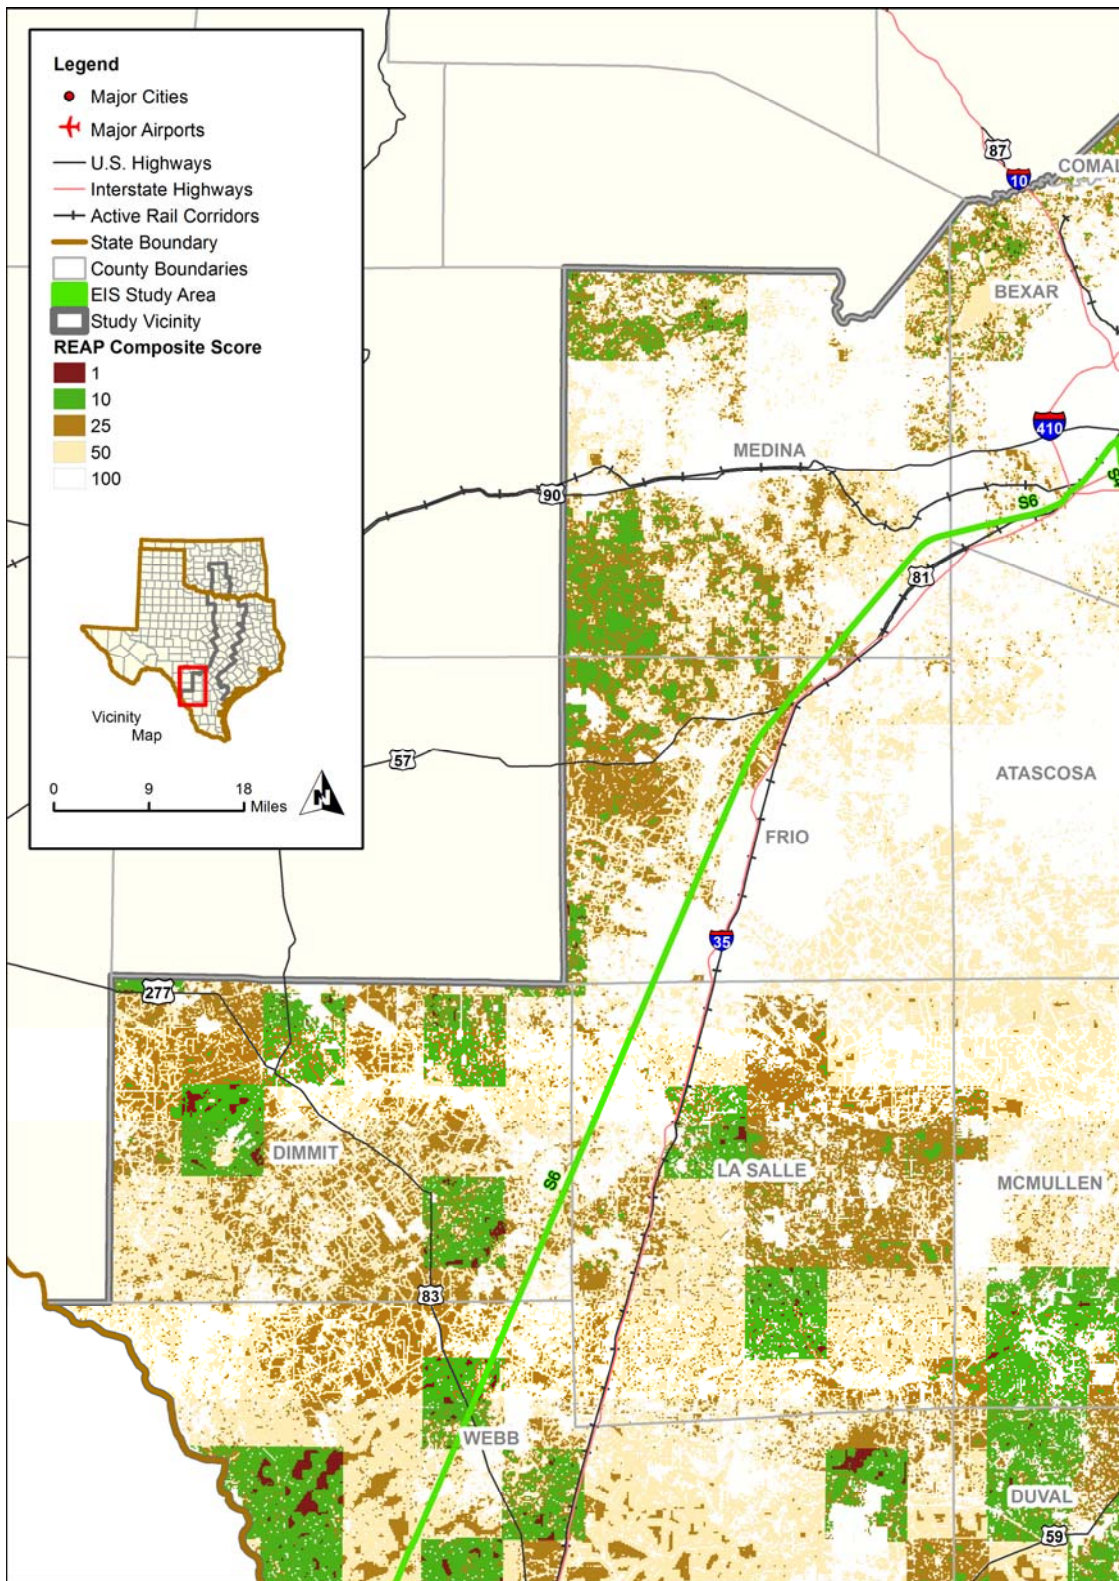 Legend
Major Cities
Major Airports
U.S. Highways
Interstate Highways
Active Rail Corridors
State Boundary
County Boundaries
EIS Study Area
Study Vicinity
REAP Composite Score
1
10
25
50
100
Vicinity
Map
0 9 18
Miles
N
87
10
COMAL
BEXAR
410
MEDINA
90
S6
81
57
ATASCOSA
FRIO
35
277
DIMMIT
S6
LA SALLE
MCMULLEN
83
WEBB
DUVAL
59